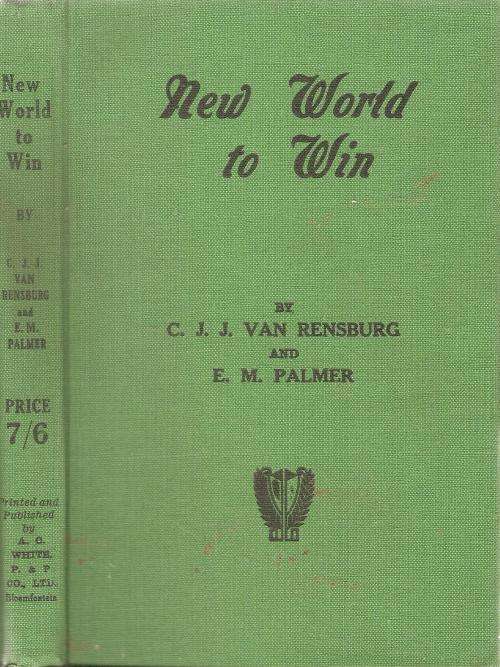 New
World
to
Win
BY
C. J. J.
VAN
RENSBURG
and
E. M.
PALMER
PRICE
7/6
Printed and
Published
by
A. C.
WHITE,
P. & P
CO., LTD.
Bloemfontein
New World
to Win
BY
C. J. J. VAN RENSBURG
AND
E. M. PALMER